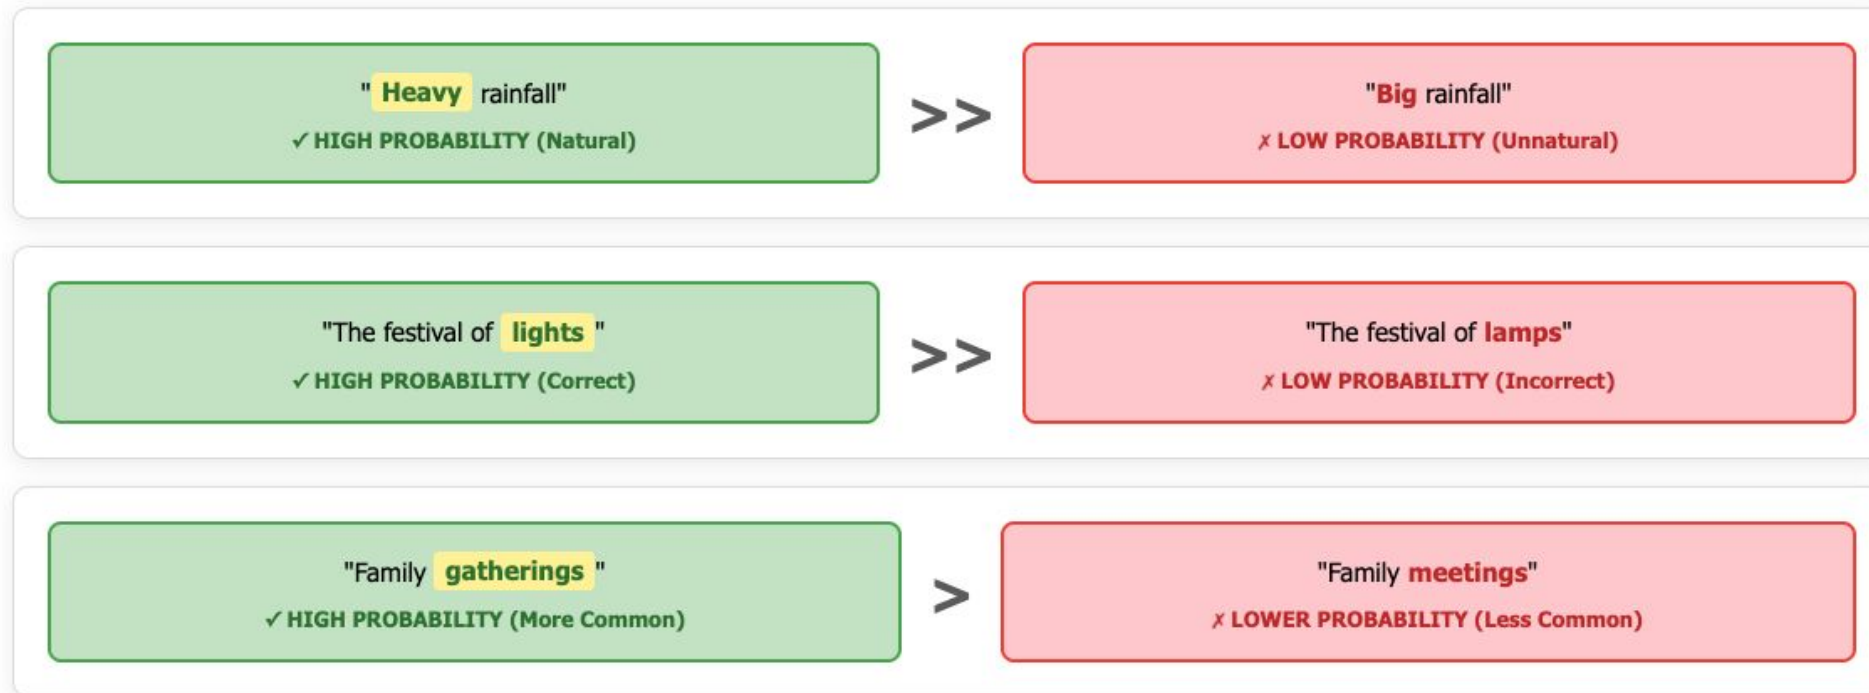 "Heavy rainfall"
✓ HIGH PROBABILITY (Natural)
>>
"Big rainfall"
✗ LOW PROBABILITY (Unnatural)
"The festival of lights"
✓ HIGH PROBABILITY (Correct)
>>
"The festival of lamps"
✗ LOW PROBABILITY (Incorrect)
"Family gatherings"
✓ HIGH PROBABILITY (More Common)
>
"Family meetings"
✗ LOWER PROBABILITY (Less Common)